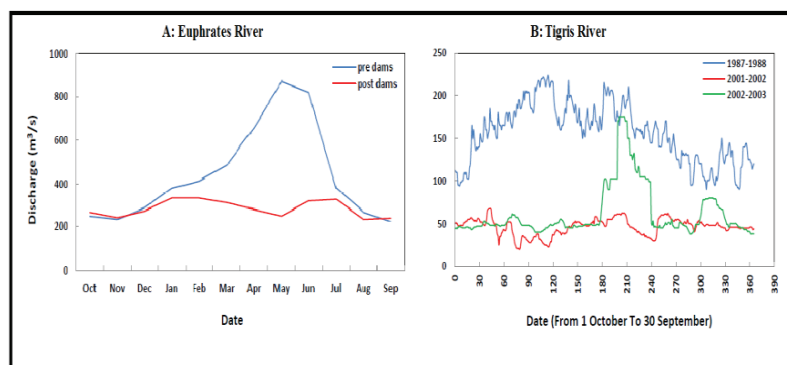 A: Euphrates River
1000
800
600
400
200
0
Discharge (m³/s)
pre dams
post dams
Oct Nov Dec Jan Feb Mar Apr May Jun Jul Aug Sep
Date
B: Tigris River
250
200
150
100
50
0
1987-1988
2001-2002
2002-2003
0 30 60 90 120 150 180 210 240 270 300 330 360 390
Date (From 1 October To 30 September)